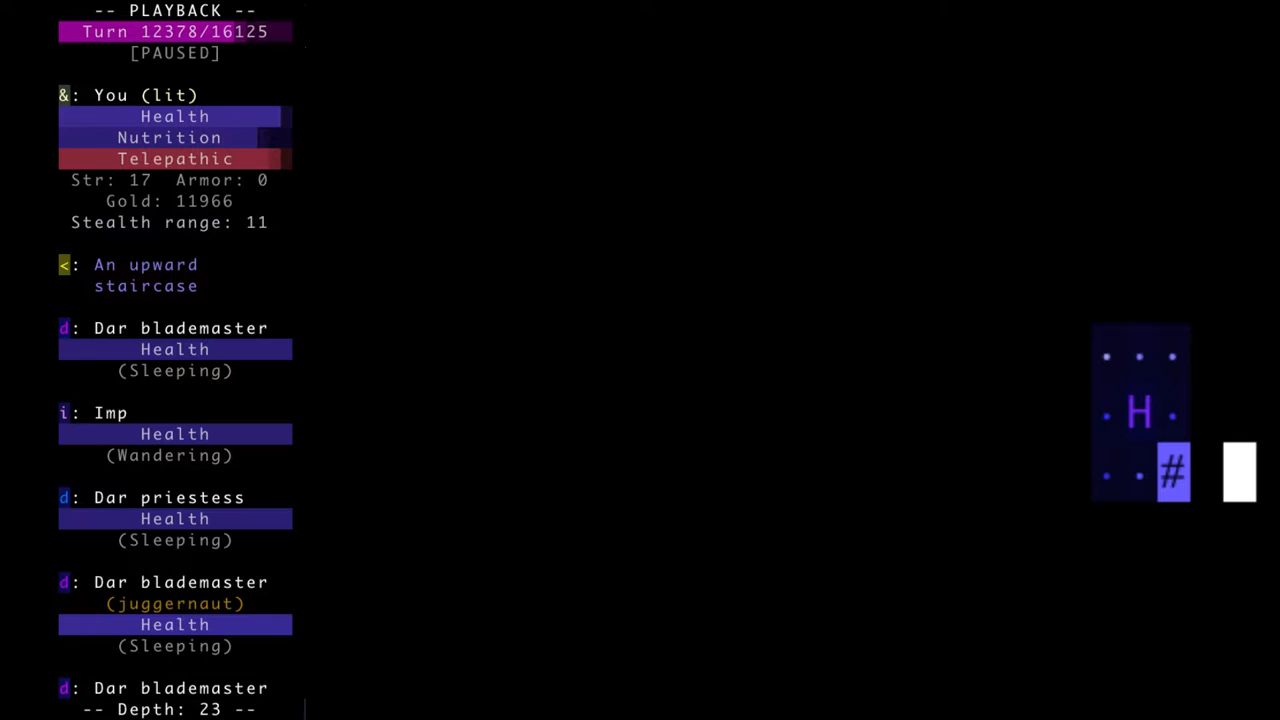 -- PLAYBACK --
Turn 12378/16125
[PAUSED]
&: You (lit)
Health
Nutrition
Telepathic
Str: 17 Armor: 0
Gold: 11966
Stealth range: 11
<: An upward
staircase
d: Dar blademaster
Health
(Sleeping)
i: Imp
Health
(Wandering)
d: Dar priestess
Health
(Sleeping)
d: Dar blademaster
(juggernaut)
Health
(Sleeping)
d: Dar blademaster
-- Depth: 23 --
. . .
. H .
. . #